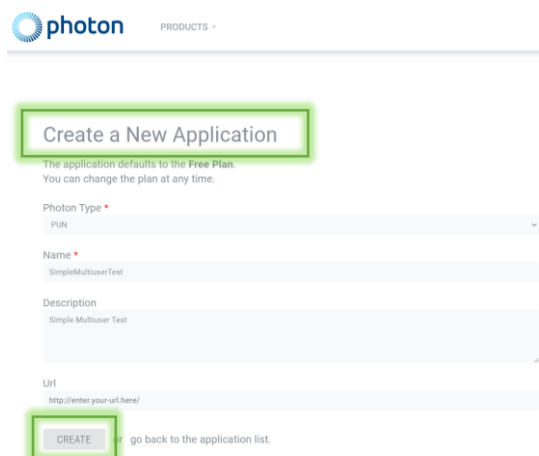 photon PRODUCTS
Create a New Application
The application defaults to the Free Plan.
You can change the plan at any time.
Photon Type *
PUN
Name *
SimpleMultiuserTest
Description
Simple Multiuser Test
Url
http://enter.your-url.here/
CREATE or go back to the application list.